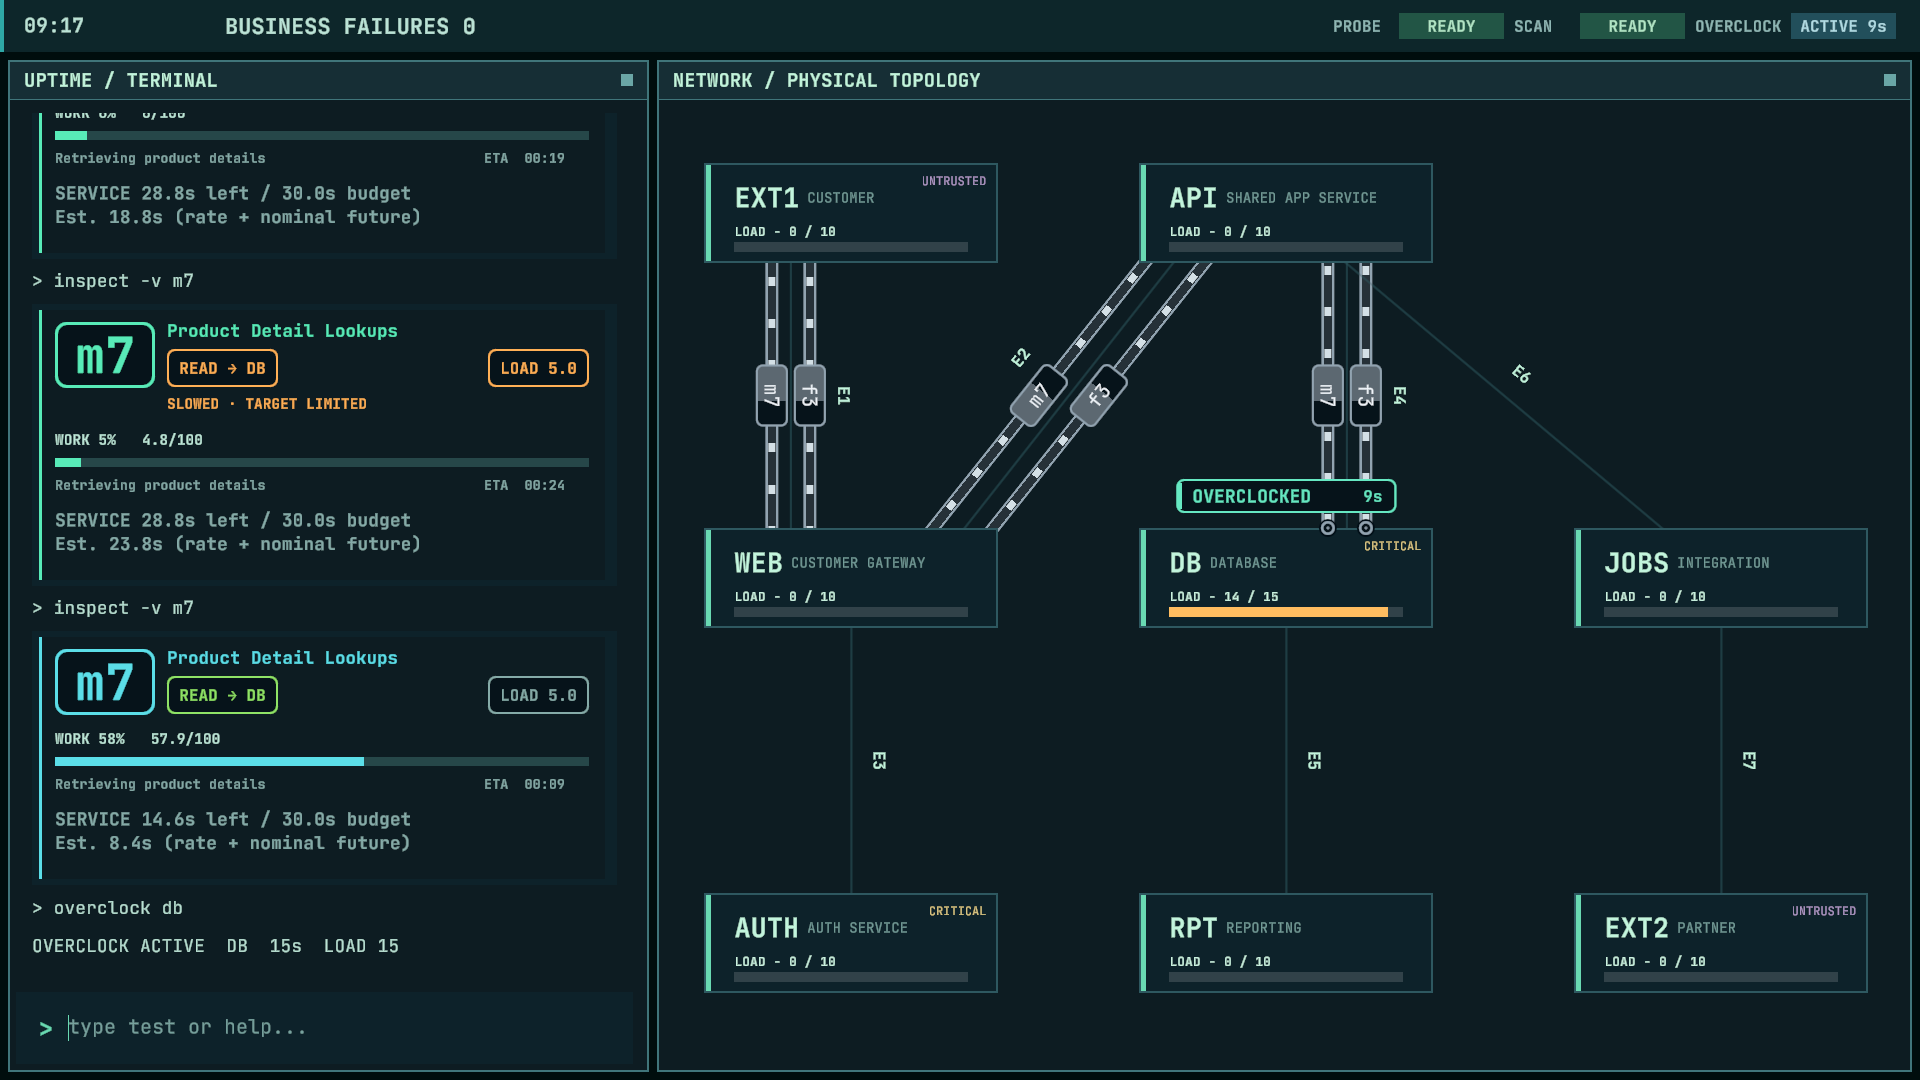 09:17 BUSINESS FAILURES 0 PROBE READY SCAN READY OVERCLOCK ACTIVE 9s
UPTIME / TERMINAL
Retrieving product details ETA 00:19
SERVICE 28.8s left / 30.0s budget
Est. 18.8s (rate + nominal future)
> inspect -v m7
m7 Product Detail Lookups
READ → DB LOAD 5.0
SLOWED · TARGET LIMITED
WORK 5% 4.8/100
Retrieving product details ETA 00:24
SERVICE 28.8s left / 30.0s budget
Est. 23.8s (rate + nominal future)
> inspect -v m7
m7 Product Detail Lookups
READ → DB LOAD 5.0
WORK 58% 57.9/100
Retrieving product details ETA 00:09
SERVICE 14.6s left / 30.0s budget
Est. 8.4s (rate + nominal future)
> overclock db
OVERCLOCK ACTIVE DB 15s LOAD 15
> type test or help...
NETWORK / PHYSICAL TOPOLOGY
UNTRUSTED
EXT1 CUSTOMER
LOAD - 0 / 10
API SHARED APP SERVICE
LOAD - 0 / 10
m7 f3 E1
E2 m7 f3
m7 f3 E4
E6
OVERCLOCKED 9s
WEB CUSTOMER GATEWAY
LOAD - 0 / 10
CRITICAL
DB DATABASE
LOAD - 14 / 15
JOBS INTEGRATION
LOAD - 0 / 10
E3
E5
E7
CRITICAL
AUTH AUTH SERVICE
LOAD - 0 / 10
RPT REPORTING
LOAD - 0 / 10
UNTRUSTED
EXT2 PARTNER
LOAD - 0 / 10